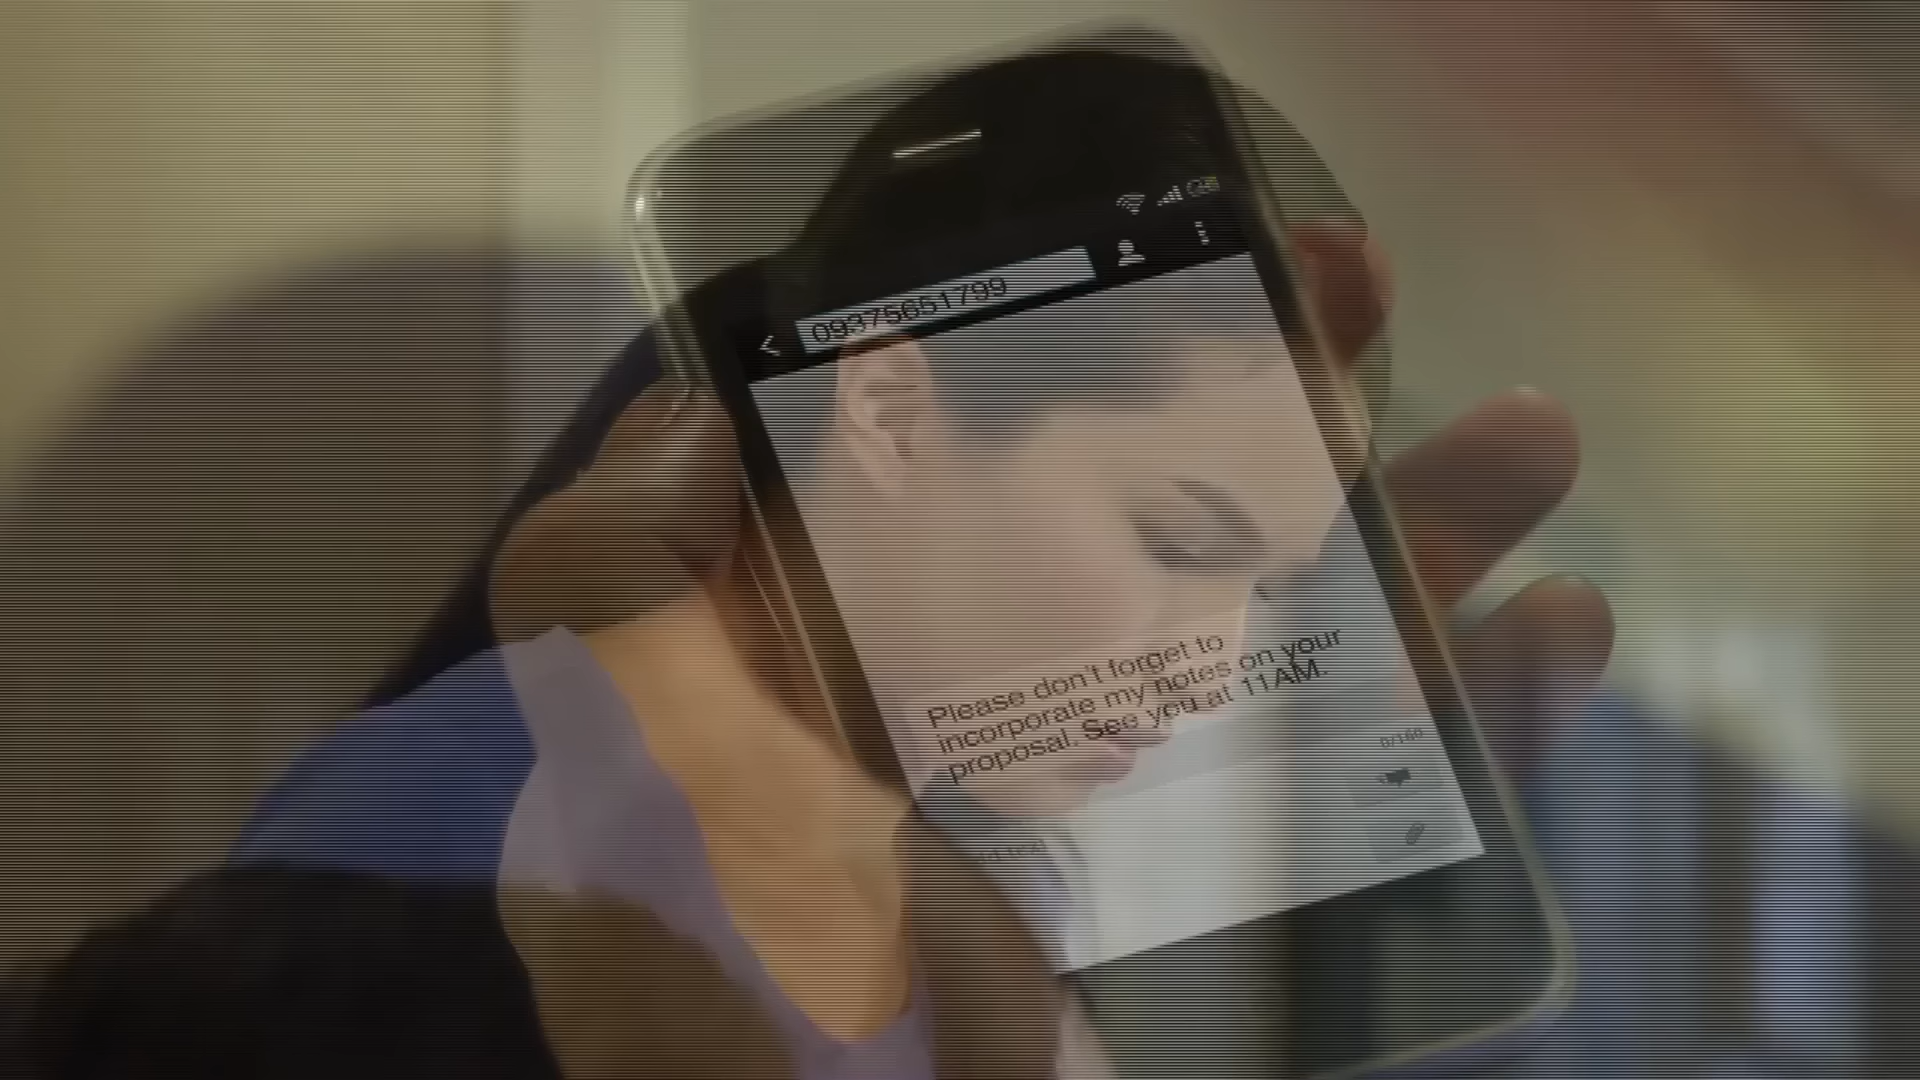 09375651799
Please don't forget to
incorporate my notes on your
proposal. See you at 11AM.
0/160